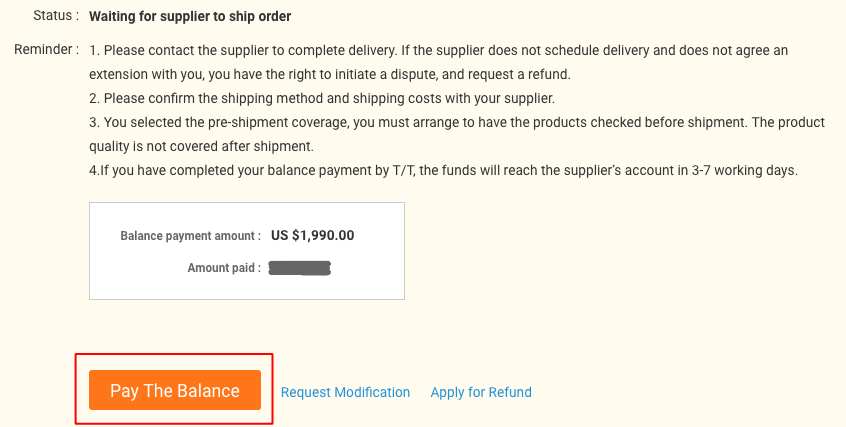 Status : Waiting for supplier to ship order
Reminder : 1. Please contact the supplier to complete delivery. If the supplier does not schedule delivery and does not agree an
extension with you, you have the right to initiate a dispute, and request a refund.
2. Please confirm the shipping method and shipping costs with your supplier.
3. You selected the pre-shipment coverage, you must arrange to have the products checked before shipment. The product
quality is not covered after shipment.
4.If you have completed your balance payment by T/T, the funds will reach the supplier's account in 3-7 working days.
Balance payment amount : US $1,990.00
Amount paid :
Pay The Balance Request Modification Apply for Refund